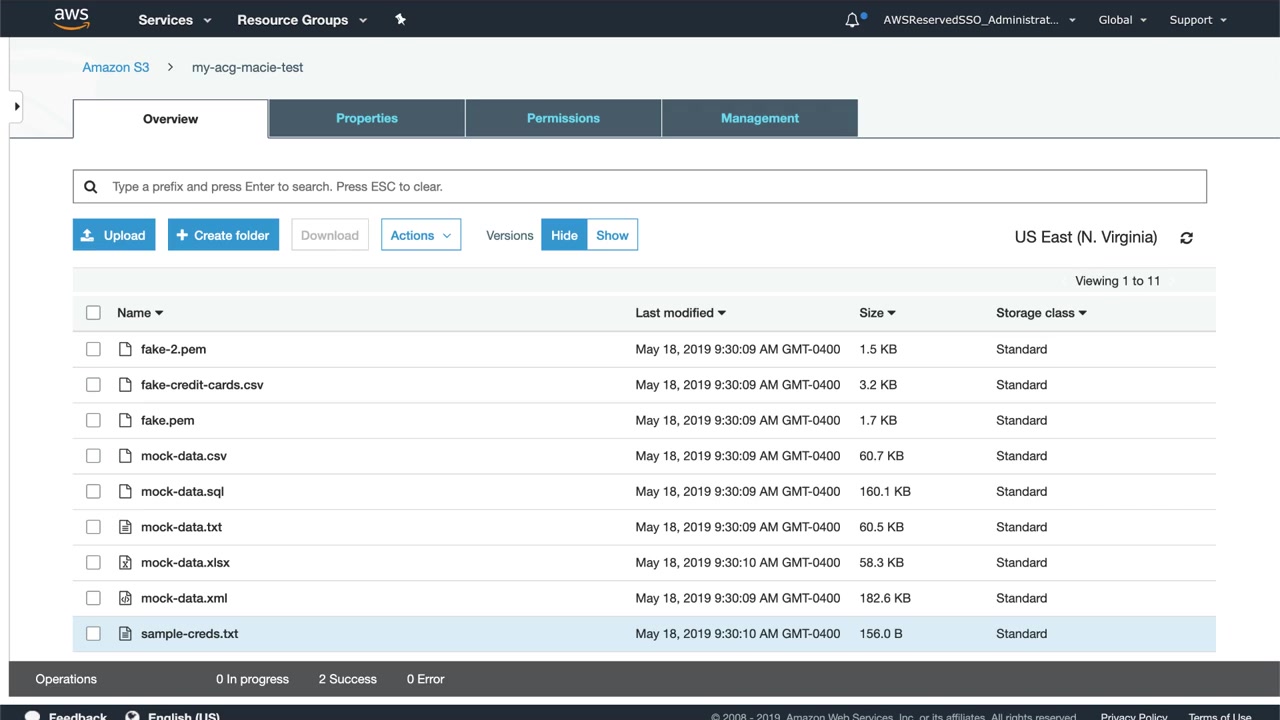 aws Services Resource Groups AWSReservedSSO_Administrat... Global Support
Amazon S3 my-acg-macie-test
Overview Properties Permissions Management
Type a prefix and press Enter to search. Press ESC to clear.
Upload Create folder Download Actions Versions Hide Show US East (N. Virginia)
Viewing 1 to 11
Name Last modified Size Storage class
fake-2.pem May 18, 2019 9:30:09 AM GMT-0400 1.5 KB Standard
fake-credit-cards.csv May 18, 2019 9:30:09 AM GMT-0400 3.2 KB Standard
fake.pem May 18, 2019 9:30:09 AM GMT-0400 1.7 KB Standard
mock-data.csv May 18, 2019 9:30:09 AM GMT-0400 60.7 KB Standard
mock-data.sql May 18, 2019 9:30:09 AM GMT-0400 160.1 KB Standard
mock-data.txt May 18, 2019 9:30:09 AM GMT-0400 60.5 KB Standard
mock-data.xlsx May 18, 2019 9:30:10 AM GMT-0400 58.3 KB Standard
mock-data.xml May 18, 2019 9:30:09 AM GMT-0400 182.6 KB Standard
sample-creds.txt May 18, 2019 9:30:10 AM GMT-0400 156.0 B Standard
Operations 0 In progress 2 Success 0 Error
Feedback English (US) © 2008 - 2019, Amazon Web Services, Inc. or its affiliates. All rights reserved. Privacy Policy Terms of Use